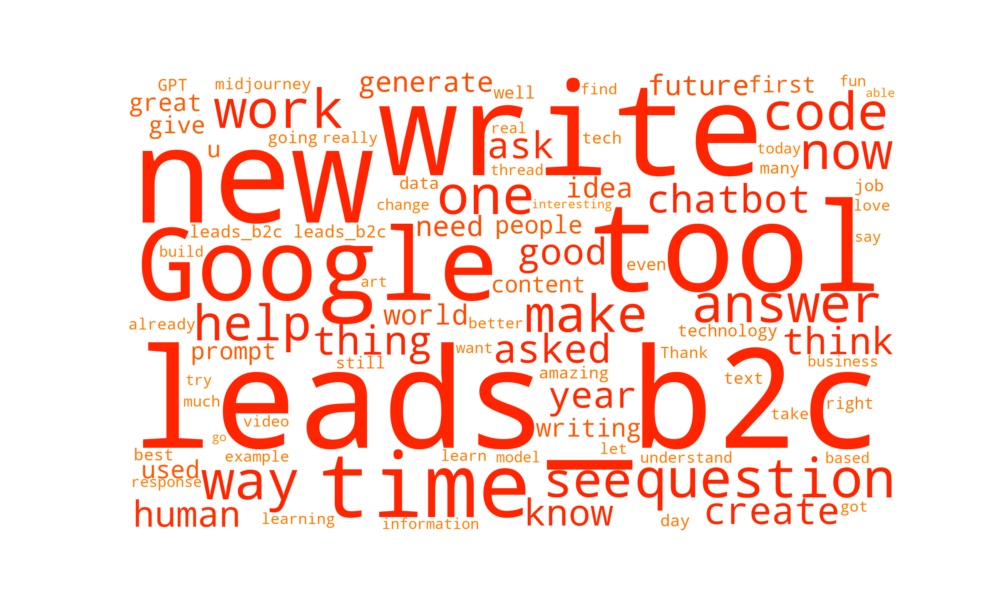 GPT midjourney generate well find future first fun able
great work write code
give going really ask real tech today now
u new thread many
data one idea chatbot job
change interesting love
leads_b2c leads_b2c need people tool say
build Google good even
art content
already help world better make answer
thing technology think
prompt still want asked Thank business
try leads_b2c amazing text
much year take right
video writing
go let
best example learn model understand based
used way time see question
response
human learning information know day create got